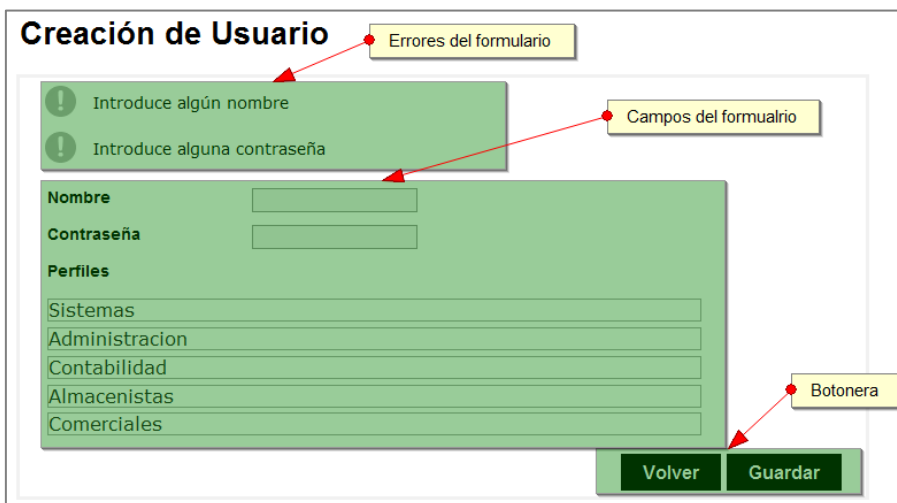 Creación de Usuario
Errores del formulario
Introduce algún nombre
Introduce alguna contraseña
Campos del formualrio
Nombre
Contraseña
Perfiles
Sistemas
Administracion
Contabilidad
Almacenistas
Comerciales
Botonera
Volver
Guardar